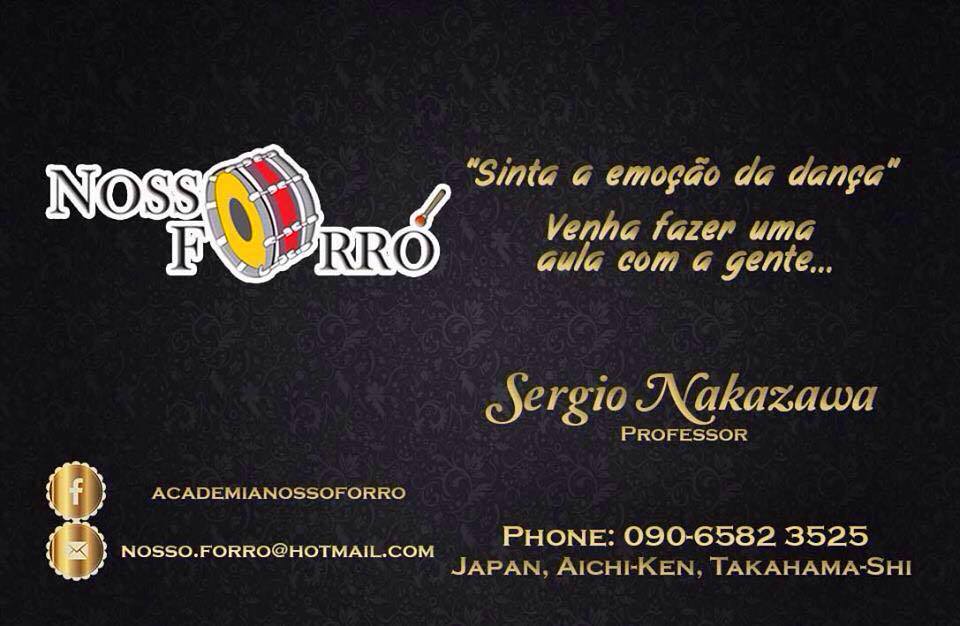 Nosso
Forró
"Sinta a emoção da dança"
Venha fazer uma
aula com a gente...
Sergio Nakazawa
Professor
academianossoforro
nosso.forro@hotmail.com
Phone: 090-6582 3525
Japan, Aichi-Ken, Takahama-Shi